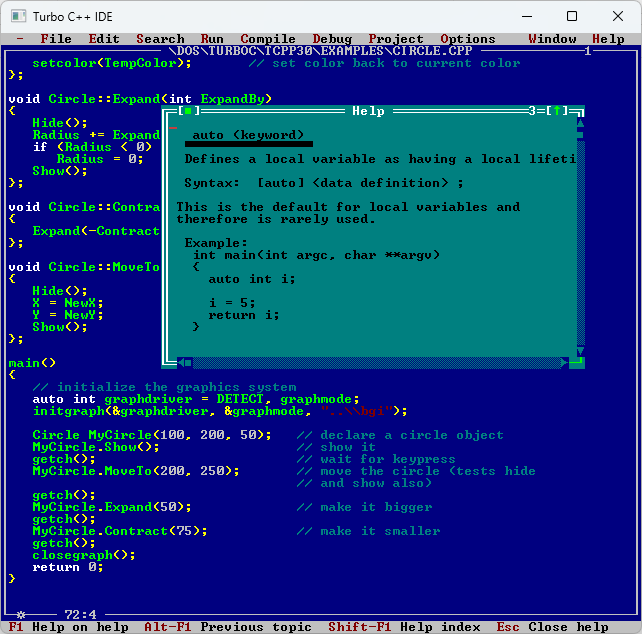 Turbo C++ IDE
- File Edit Search Run Compile Debug Project Options Window Help
\DOS\TURBOC\TCPP30\EXAMPLES\CIRCLE.CPP 1
setcolor(TempColor); // set color back to current color
};
void Circle::Expand(int ExpandBy)
{
Hide();
Radius += Expand
if (Radius < 0)
Radius = 0;
Show();
};
void Circle::Contra
{
Expand(-Contract
};
void Circle::MoveTo
{
Hide();
X = NewX;
Y = NewY;
Show();
};
[■] Help 3=[↑]
auto (keyword)
Defines a local variable as having a local lifeti
Syntax: [auto] <data definition> ;
This is the default for local variables and
therefore is rarely used.
Example:
int main(int argc, char **argv)
{
auto int i;
i = 5;
return i;
}
main()
{
// initialize the graphics system
auto int graphdriver = DETECT, graphmode;
initgraph(&graphdriver, &graphmode, "..\\bgi");
Circle MyCircle(100, 200, 50); // declare a circle object
MyCircle.Show(); // show it
getch(); // wait for keypress
MyCircle.MoveTo(200, 250); // move the circle (tests hide
// and show also)
getch();
MyCircle.Expand(50); // make it bigger
getch();
MyCircle.Contract(75); // make it smaller
getch();
closegraph();
return 0;
}
72:4
F1 Help on help Alt-F1 Previous topic Shift-F1 Help index Esc Close help